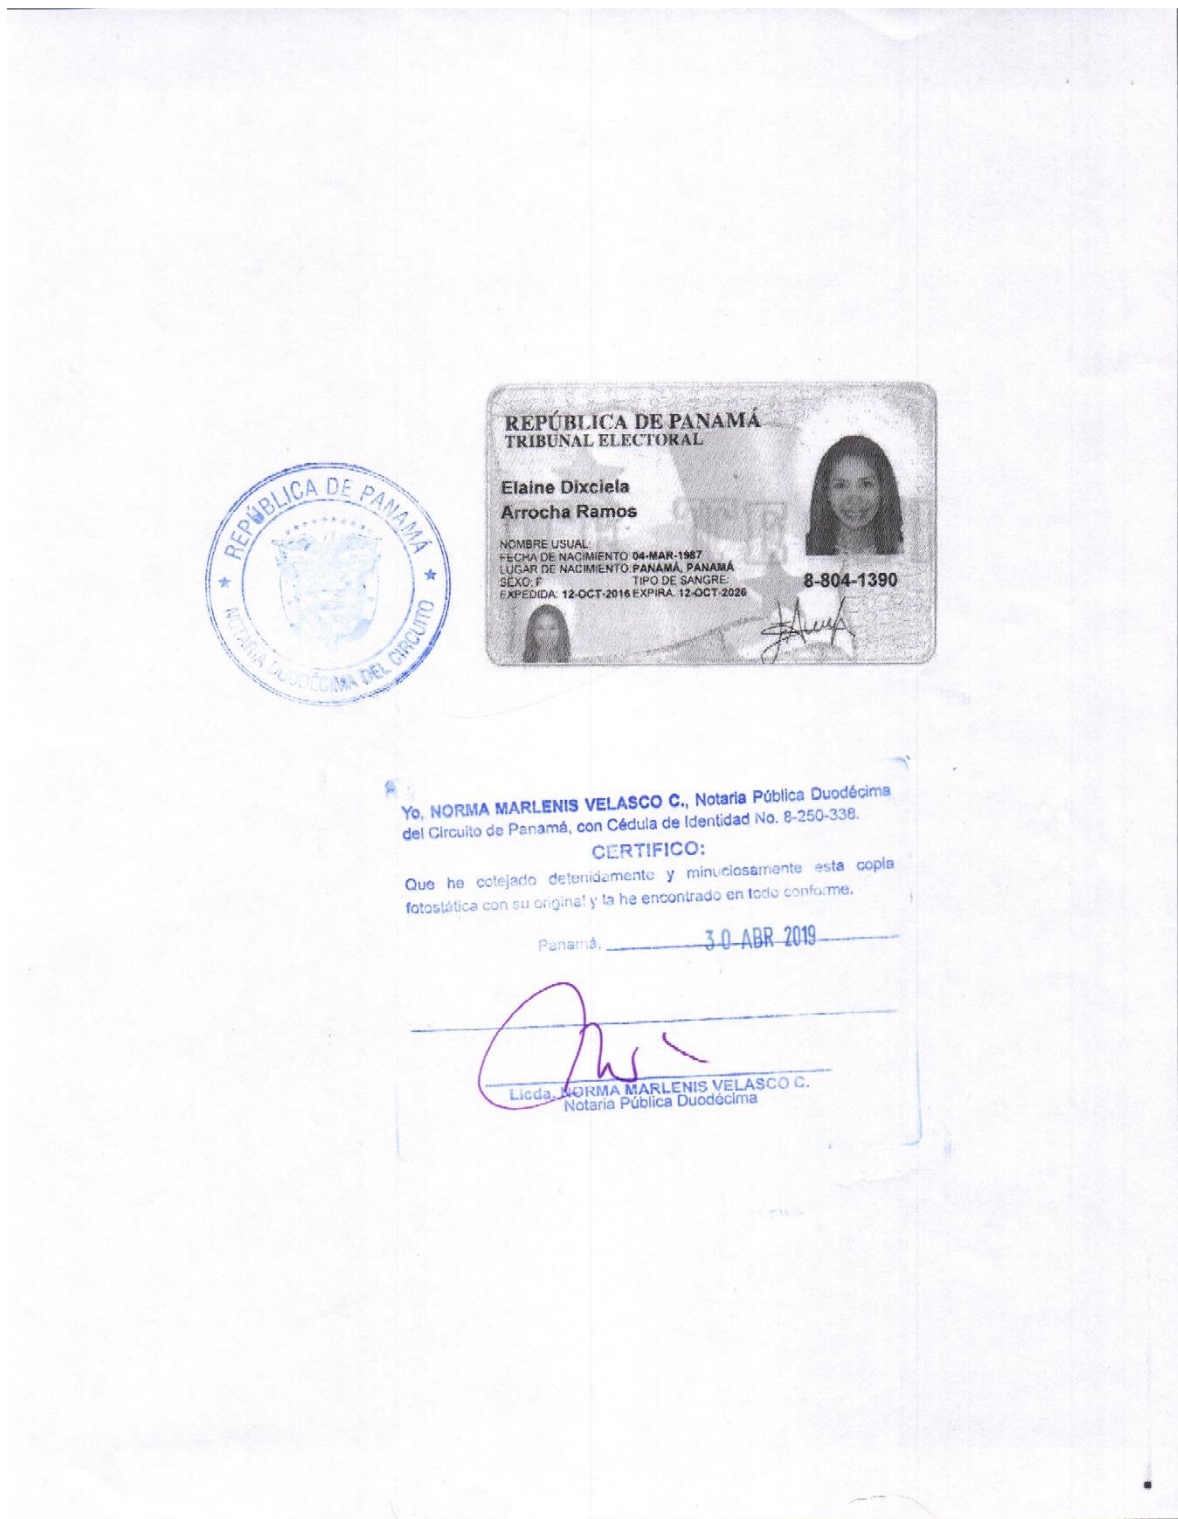 REPÚBLICA DE PANAMÁ
TRIBUNAL ELECTORAL
Elaine Dixciela
Arrocha Ramos
NOMBRE USUAL:
FECHA DE NACIMIENTO: 04-MAR-1987
LUGAR DE NACIMIENTO: PANAMÁ, PANAMÁ
SEXO: F TIPO DE SANGRE:
EXPEDIDA: 12-OCT-2016 EXPIRA: 12-OCT-2026
8-804-1390
REPÚBLICA DE PANAMÁ
NOTARÍA DUODÉCIMA DEL CIRCUITO
Yo, NORMA MARLENIS VELASCO C., Notaria Pública Duodécima
del Circuito de Panamá, con Cédula de Identidad No. 8-250-338.
CERTIFICO:
Que he cotejado detenidamente y minuciosamente esta copia
fotostática con su original y la he encontrado en todo conforme.
Panamá, 30 ABR 2019
Licda. NORMA MARLENIS VELASCO C.
Notaria Pública Duodécima